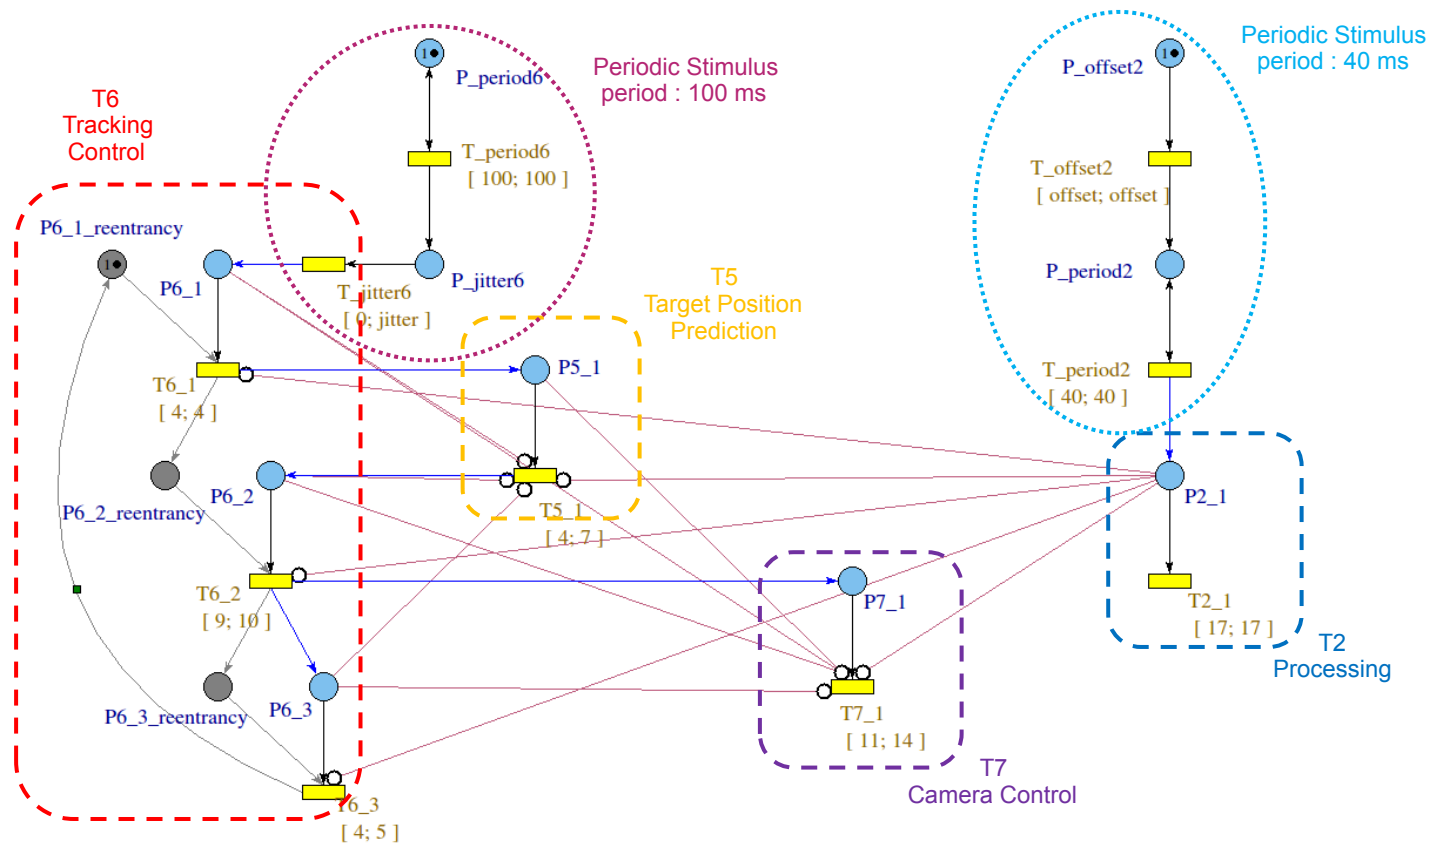 Periodic Stimulus
period : 40 ms
1
P_offset2
T_offset2
[ offset; offset ]
P_period2
T_period2
[ 40; 40 ]
P2_1
T2_1
[ 17; 17 ]
T2
Processing
Periodic Stimulus
period : 100 ms
1
P_period6
T_period6
[ 100; 100 ]
P_jitter6
T_jitter6
[ 0; jitter ]
T6
Tracking
Control
P6_1_reentrancy
1
P6_1
T6_1
[ 4; 4 ]
P6_2_reentrancy
P6_2
T6_2
[ 9; 10 ]
P6_3_reentrancy
P6_3
T6_3
[ 4; 5 ]
T5
Target Position
Prediction
P5_1
T5_1
[ 4; 7 ]
P7_1
T7_1
[ 11; 14 ]
T7
Camera Control